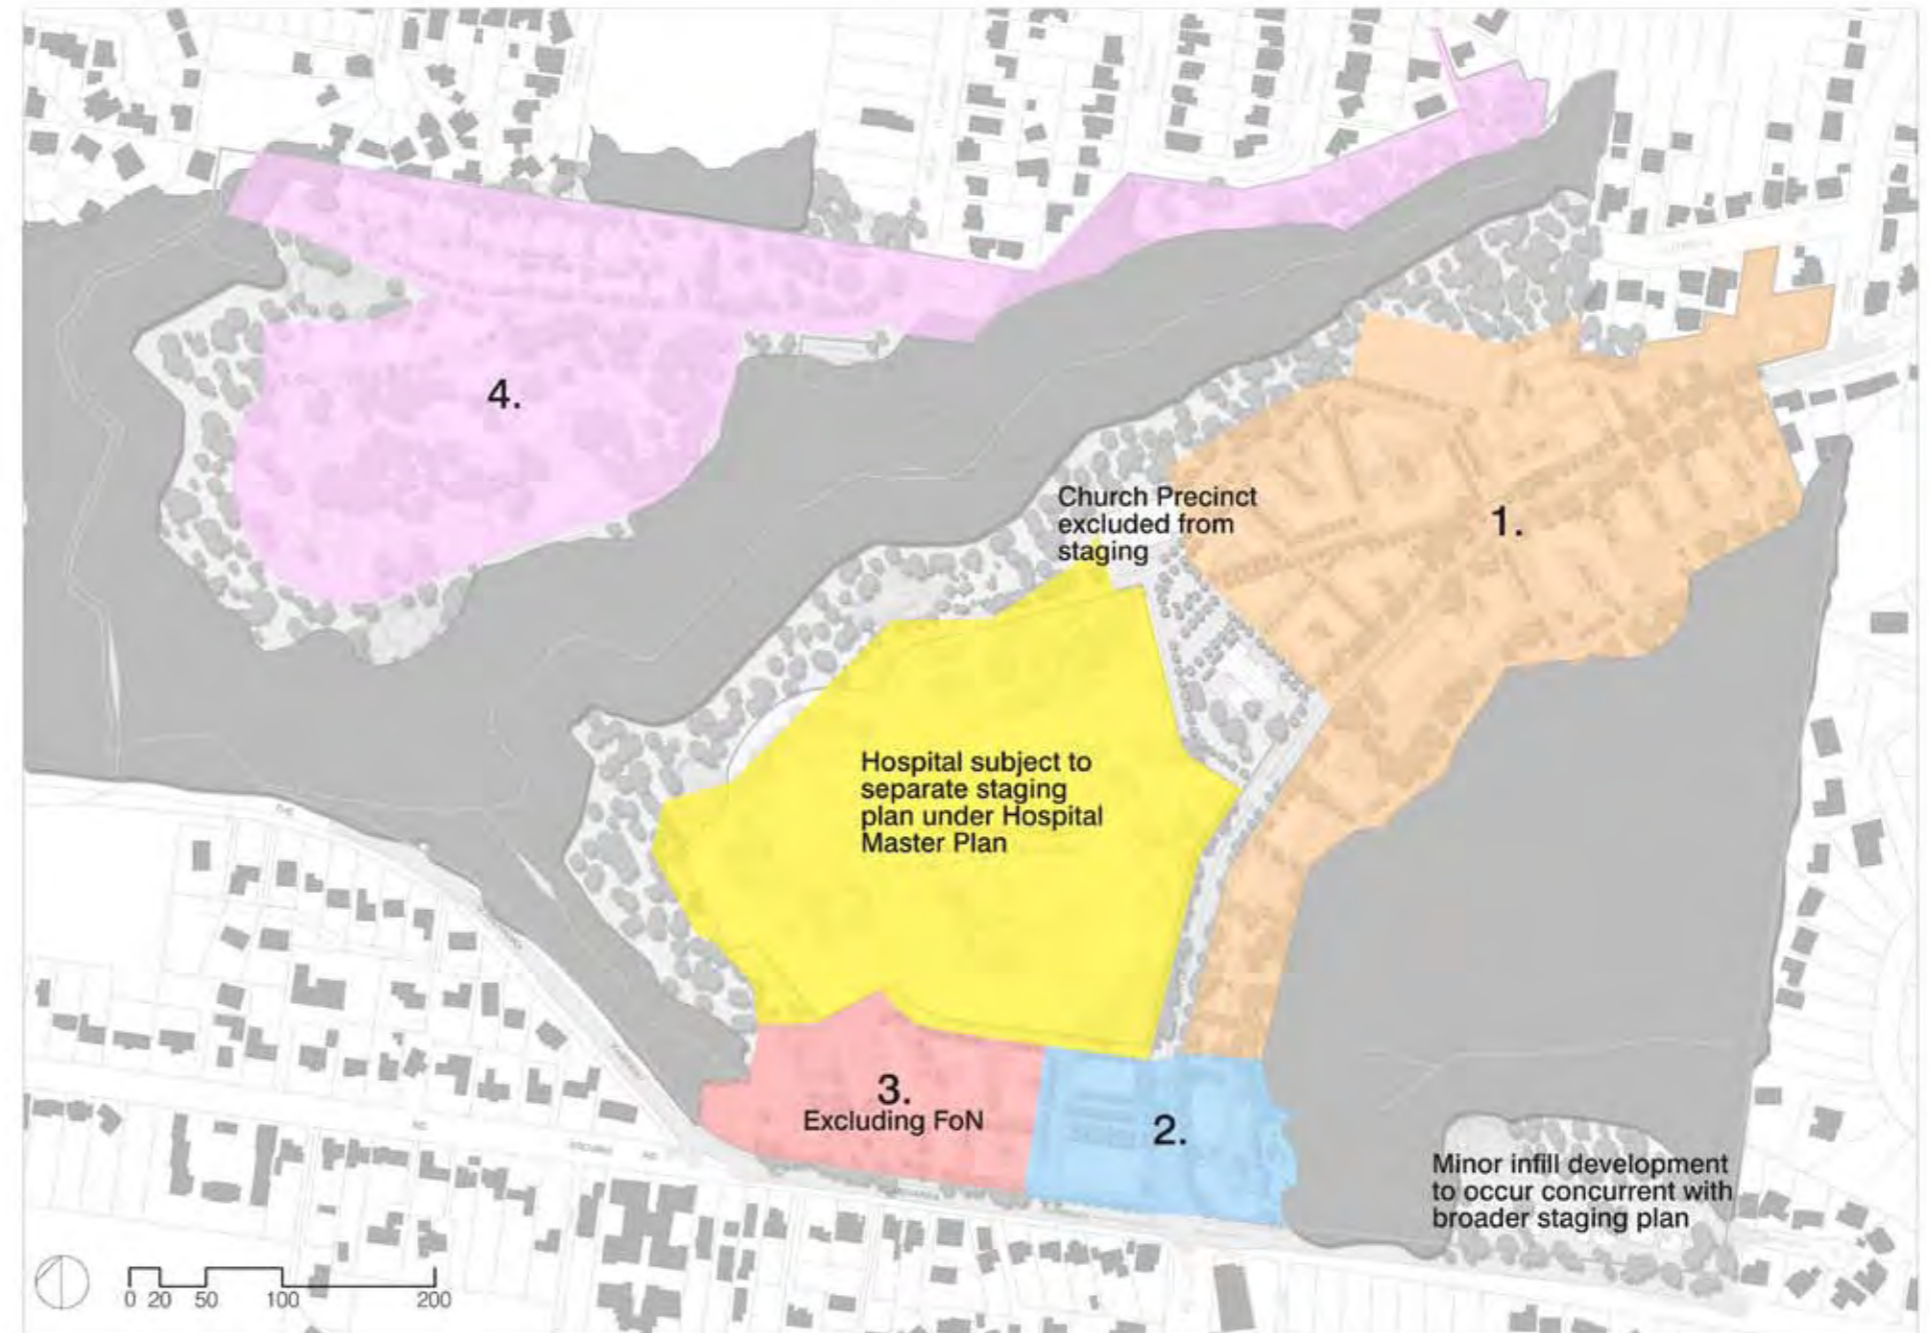 4.
Church Precinct
excluded from
staging
1.
Hospital subject to
separate staging
plan under Hospital
Master Plan
3.
Excluding FoN
2.
Minor infill development
to occur concurrent with
broader staging plan
0 20 50 100 200